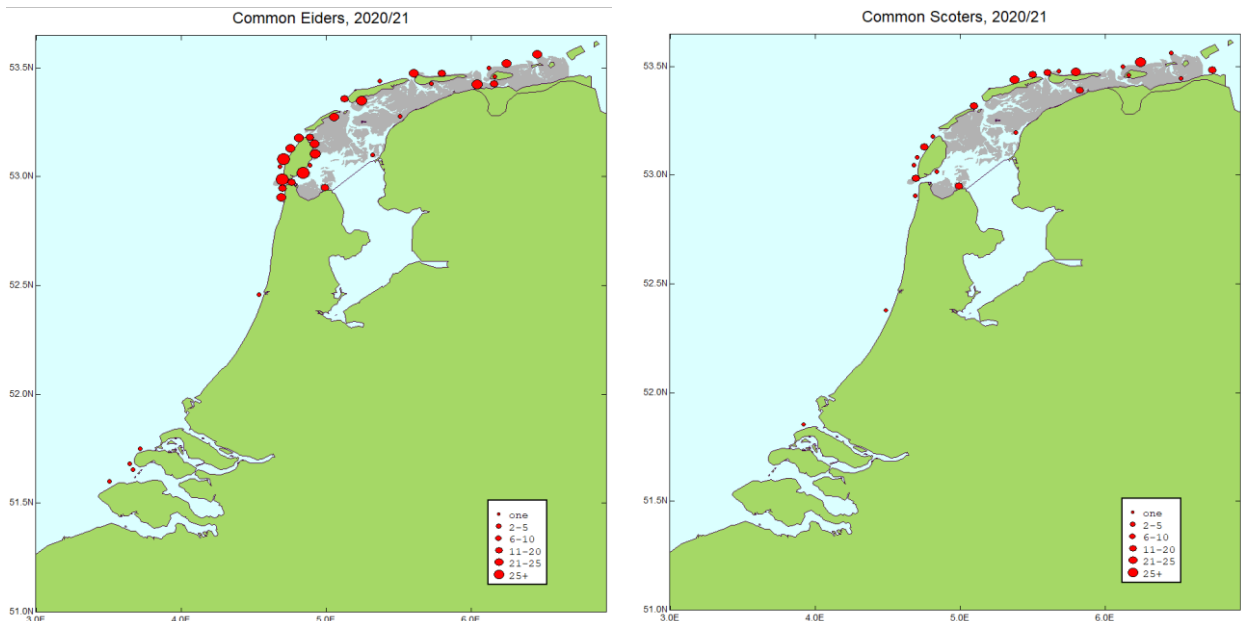 Common Eiders, 2020/21
53.5N
53.0N
52.5N
52.0N
51.5N
51.0N
3.0E
4.0E
5.0E
6.0E
one
2-5
6-10
11-20
21-25
25+
Common Scoters, 2020/21
53.5N
53.0N
52.5N
52.0N
51.5N
51.0N
3.0E
4.0E
5.0E
6.0E
one
2-5
6-10
11-20
21-25
25+